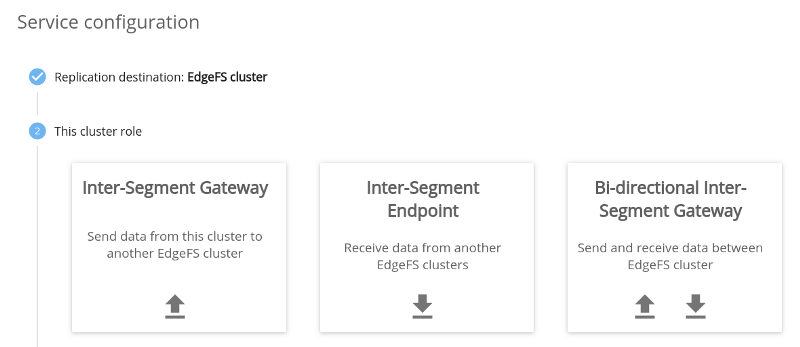 Service configuration
Replication destination: EdgeFS cluster
2 This cluster role
Inter-Segment Gateway
Send data from this cluster to
another EdgeFS cluster
Inter-Segment
Endpoint
Receive data from another
EdgeFS clusters
Bi-directional Inter-
Segment Gateway
Send and receive data between
EdgeFS cluster